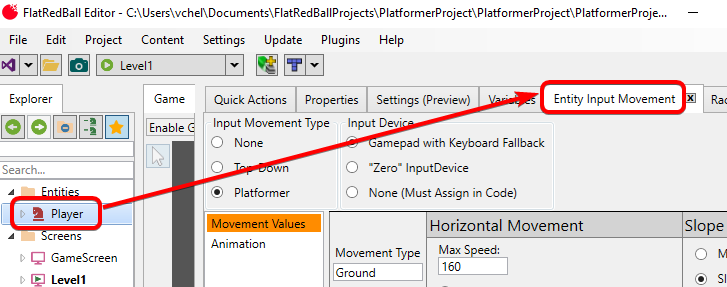 FlatRedBall Editor - C:\Users\vchel\Documents\FlatRedBallProjects\PlatformerProject\PlatformerProject\PlatformerProje...
File Edit Project Content Settings Update Plugins Help
Level1
Explorer Game Quick Actions Properties Settings (Preview) Variables Entity Input Movement
Enable G
Input Movement Type Input Device
None Gamepad with Keyboard Fallback
Search...
Top-Down "Zero" InputDevice
Entities Platformer None (Must Assign in Code)
Player
Movement Values Horizontal Movement Slope
Screens
Animation Movement Type Max Speed:
GameScreen
Ground 160
Level1